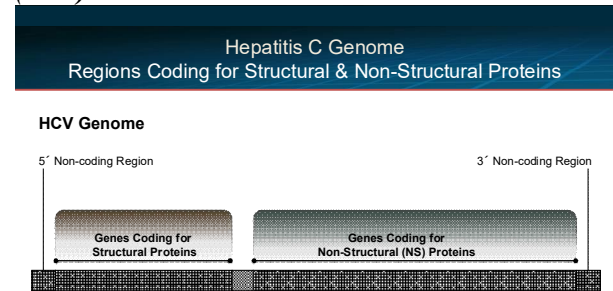 Hepatitis C Genome
Regions Coding for Structural & Non-Structural Proteins
HCV Genome
5´ Non-coding Region
3´ Non-coding Region
Genes Coding for
Structural Proteins
Genes Coding for
Non-Structural (NS) Proteins